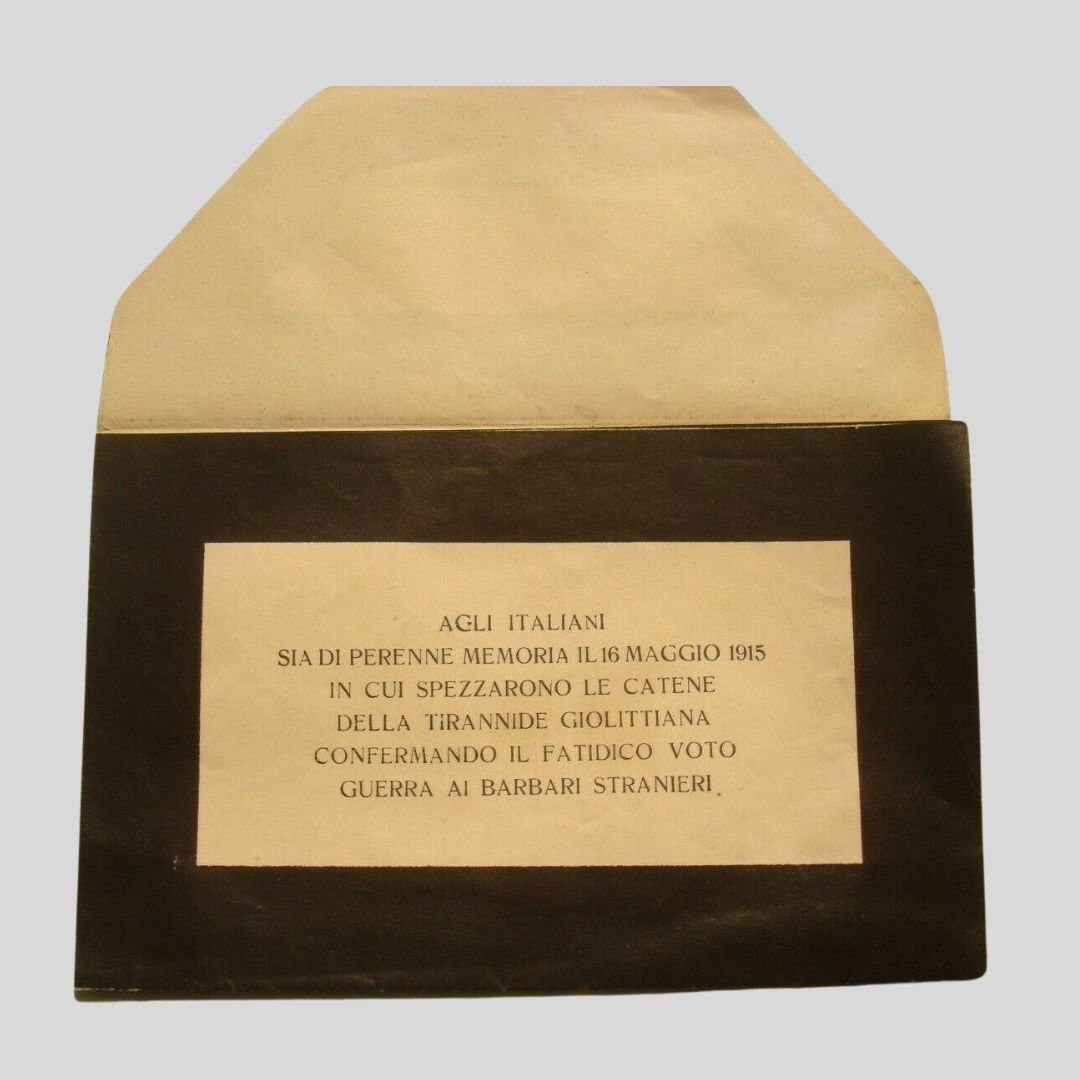 AGLI ITALIANI
SIA DI PERENNE MEMORIA IL 16 MAGGIO 1915
IN CUI SPEZZARONO LE CATENE
DELLA TIRANNIDE GIOLITTIANA
CONFERMANDO IL FATIDICO VOTO
GUERRA AI BARBARI STRANIERI.